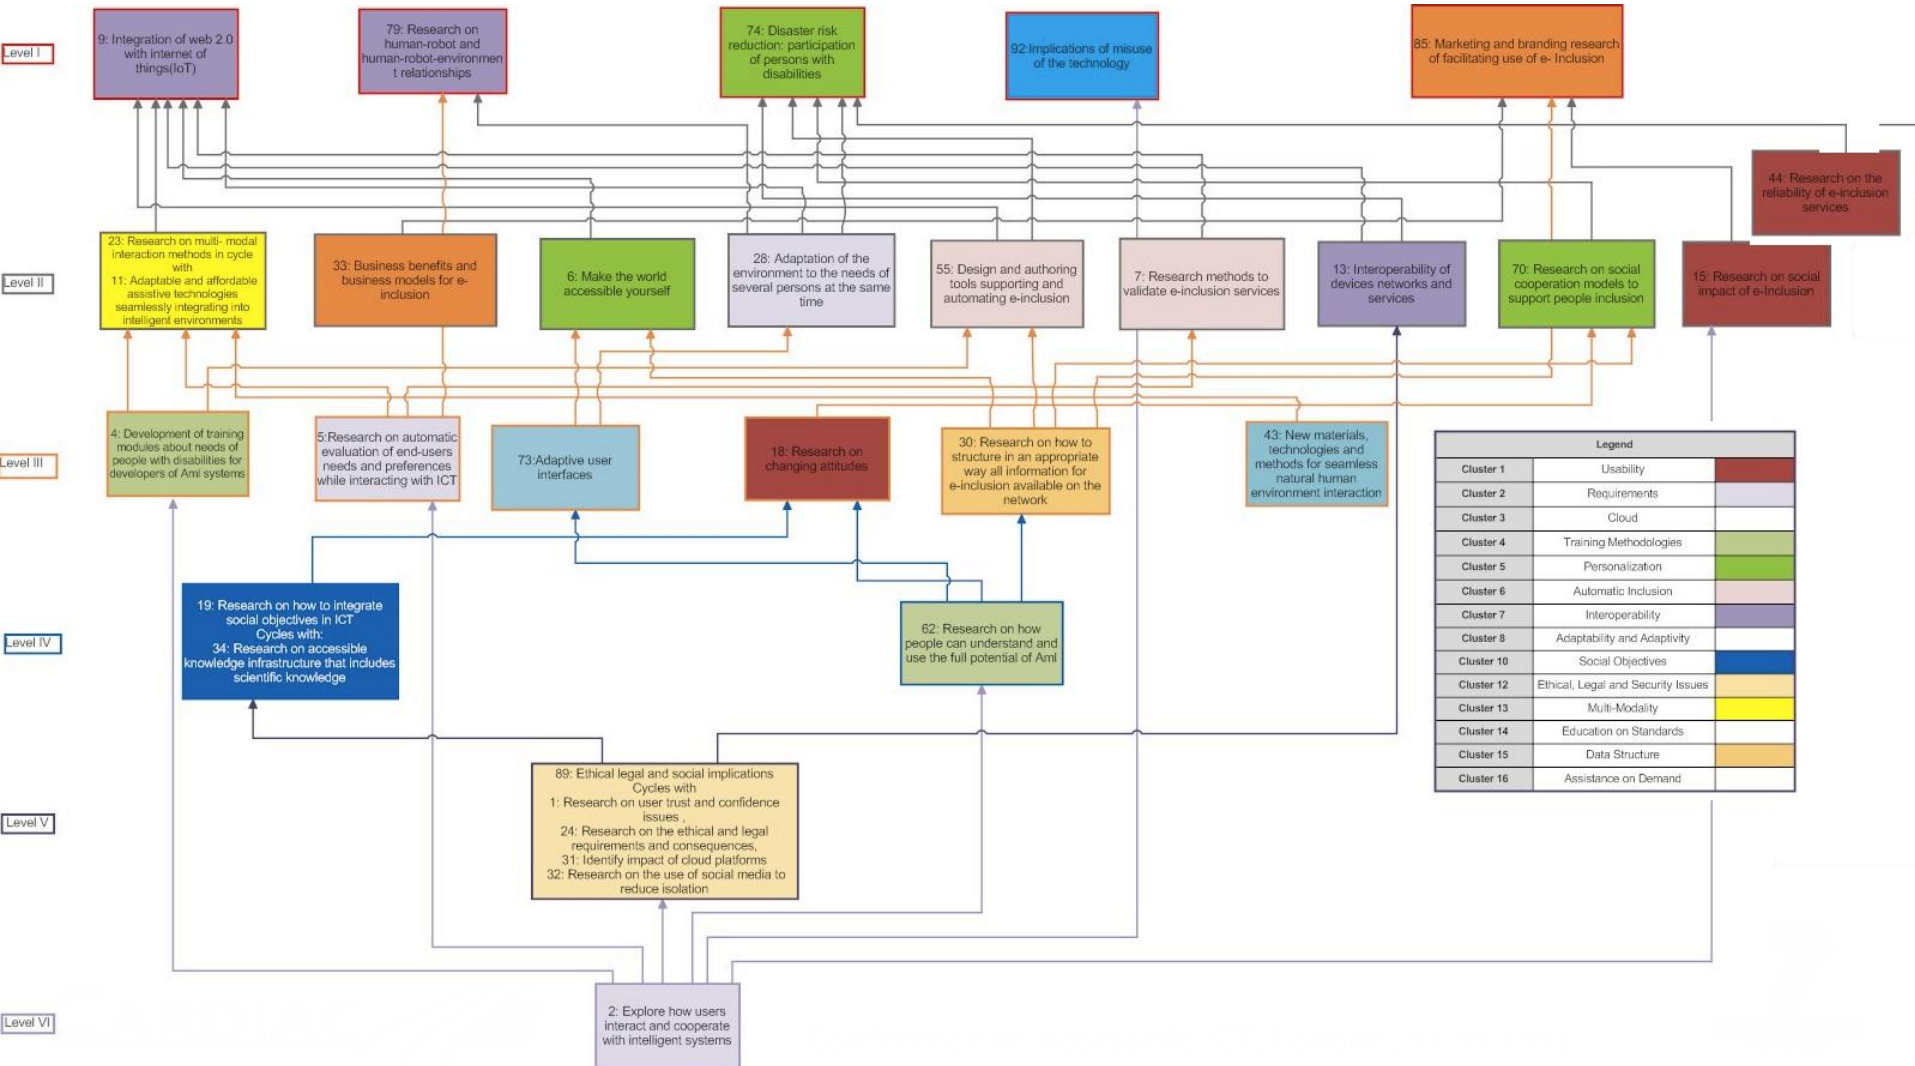 Level I
9: Integration of web 2.0
with internet of
things(IoT)
79: Research on
human-robot and
human-robot-environmen
t relationships
74: Disaster risk
reduction: participation
of persons with
disabilities
92:Implications of misuse
of the technology
85: Marketing and branding research
of facilitating use of e- Inclusion
44: Research on the
reliability of e-inclusion
services
Level II
23: Research on multi- modal
interaction methods in cycle
with
11: Adaptable and affordable
assistive technologies
seamlessly integrating into
intelligent environments
33: Business benefits and
business models for e-
inclusion
6: Make the world
accessible yourself
28: Adaptation of the
environment to the needs of
several persons at the same
time
55: Design and authoring
tools supporting and
automating e-inclusion
7: Research methods to
validate e-inclusion services
13: Interoperability of
devices networks and
services
70: Research on social
cooperation models to
support people inclusion
15: Research on social
impact of e-Inclusion
Level III
4: Development of training
modules about needs of
people with disabilities for
developers of AmI systems
5:Research on automatic
evaluation of end-users
needs and preferences
while interacting with ICT
73:Adaptive user
interfaces
18: Research on
changing attitudes
30: Research on how to
structure in an appropriate
way all information for
e-inclusion available on the
network
43: New materials,
technologies and
methods for seamless
natural human
environment interaction
Legend
Cluster 1 Usability
Cluster 2 Requirements
Cluster 3 Cloud
Cluster 4 Training Methodologies
Cluster 5 Personalization
Cluster 6 Automatic Inclusion
Cluster 7 Interoperability
Cluster 8 Adaptability and Adaptivity
Cluster 10 Social Objectives
Cluster 12 Ethical, Legal and Security Issues
Cluster 13 Multi-Modality
Cluster 14 Education on Standards
Cluster 15 Data Structure
Cluster 16 Assistance on Demand
Level IV
19: Research on how to integrate
social objectives in ICT
Cycles with:
34: Research on accessible
knowledge infrastructure that includes
scientific knowledge
62: Research on how
people can understand and
use the full potential of AmI
Level V
89: Ethical legal and social implications
Cycles with
1: Research on user trust and confidence
issues ,
24: Research on the ethical and legal
requirements and consequences,
31: Identify impact of cloud platforms
32: Research on the use of social media to
reduce isolation
Level VI
2: Explore how users
interact and cooperate
with intelligent systems